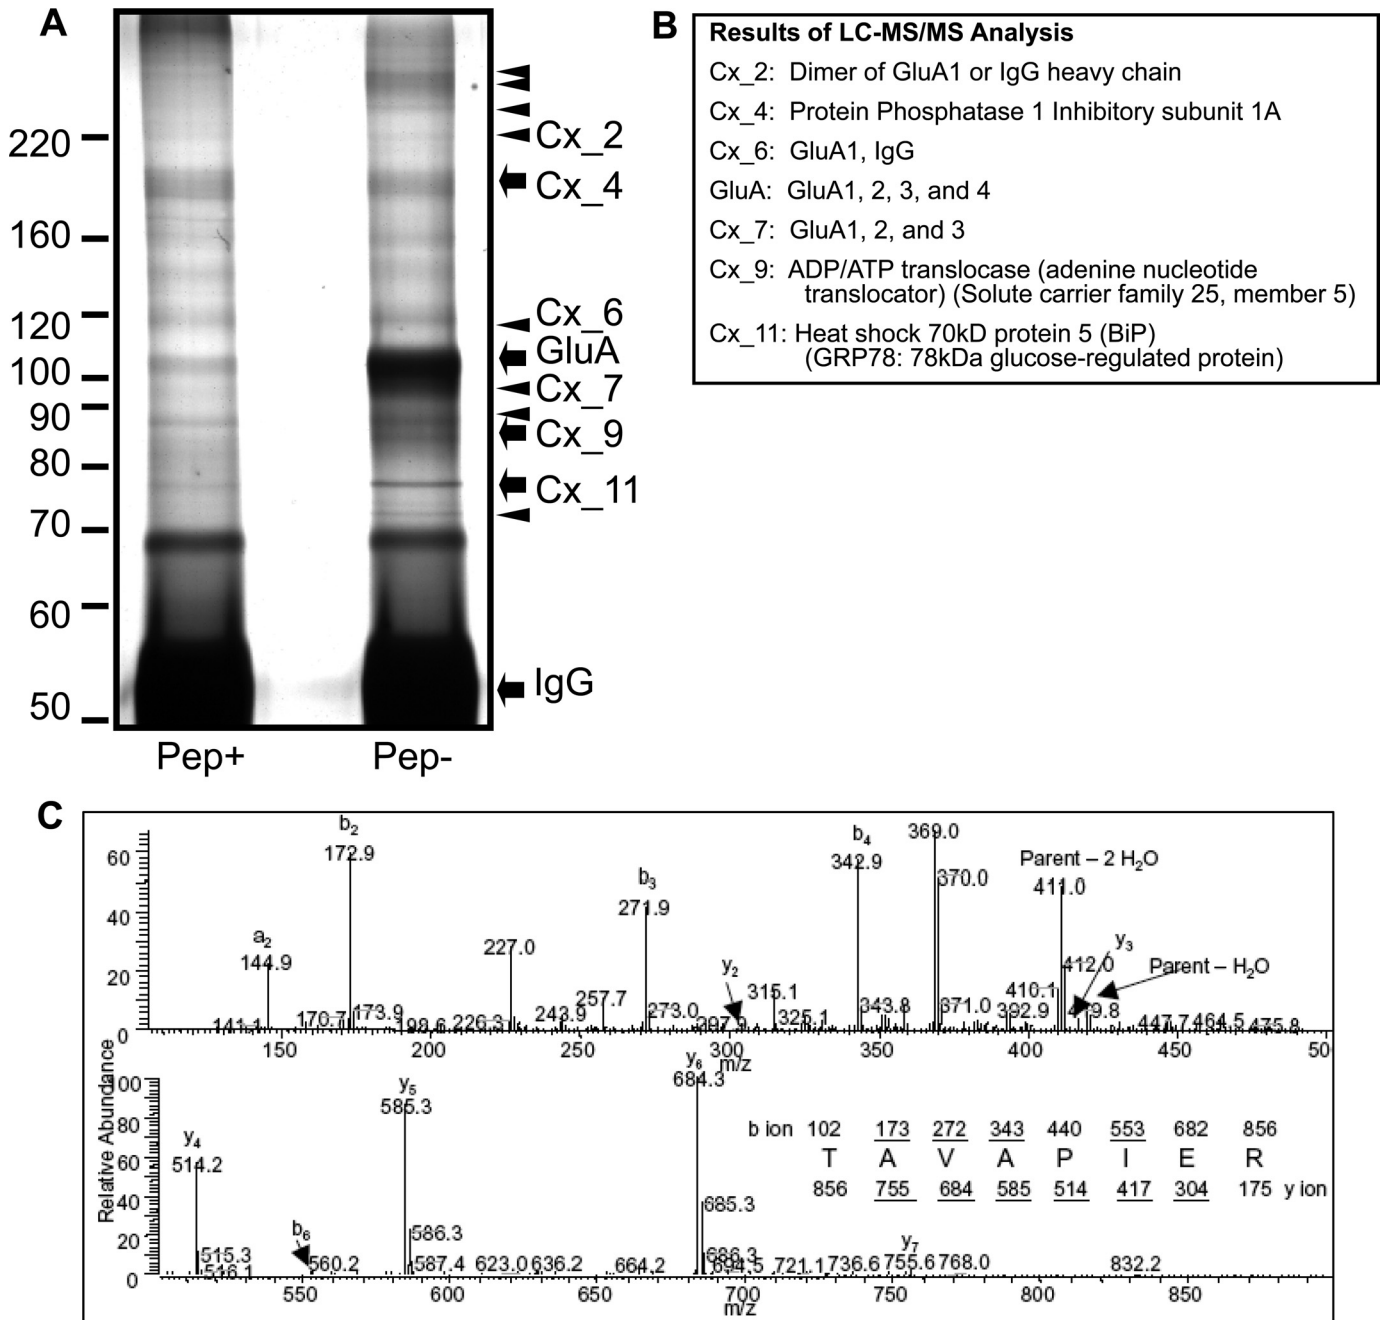 A
220
160
120
100
90
80
70
60
50
Cx_2
Cx_4
Cx_6
GluA
Cx_7
Cx_9
Cx_11
IgG
Pep+ Pep-
B
Results of LC-MS/MS Analysis
Cx_2: Dimer of GluA1 or IgG heavy chain
Cx_4: Protein Phosphatase 1 Inhibitory subunit 1A
Cx_6: GluA1, IgG
GluA: GluA1, 2, 3, and 4
Cx_7: GluA1, 2, and 3
Cx_9: ADP/ATP translocase (adenine nucleotide
translocator) (Solute carrier family 25, member 5)
Cx_11: Heat shock 70kD protein 5 (BiP)
(GRP78: 78kDa glucose-regulated protein)
C
60
40
20
0
a2
144.9
b2
172.9
141.1
170.7
173.9
198.6
226.3
227.0
243.9
257.7
b3
271.9
273.0
y2
297.9
315.1
325.1
b4
342.9
343.8
369.0
370.0
371.0
392.9
410.1
Parent – 2 H2O
411.0
412.0
y3
Parent – H2O
447.7
464.5
475.8
150 200 250 300 350 400 450 50
m/z
Relative Abundance
100
80
60
40
20
0
y4
514.2
515.3
516.1
b6
560.2
y5
585.3
586.3
587.4
623.0
636.2
664.2
y6
684.3
685.3
686.3
694.5
721.1
736.6
y7
755.6
768.0
832.2
550 600 650 700 750 800 850
m/z
b ion 102 173 272 343 440 553 682 856
T A V A P I E R
856 755 684 585 514 417 304 175 y ion